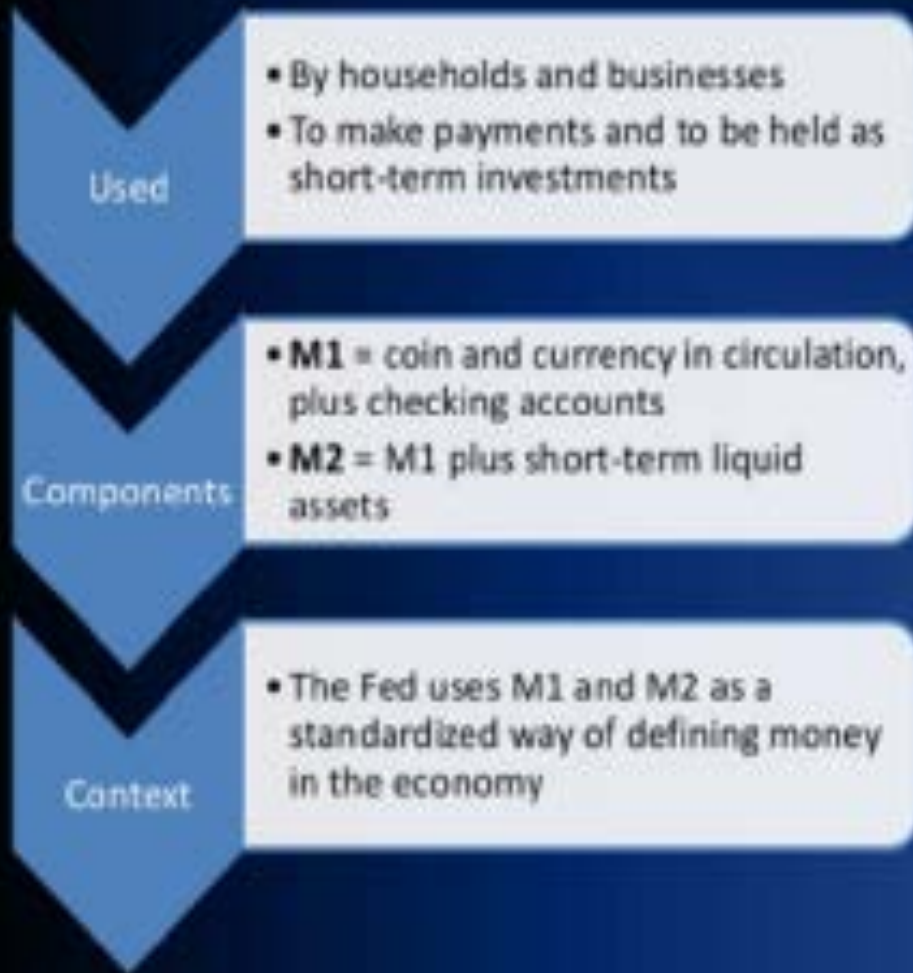 Used
• By households and businesses
• To make payments and to be held as
short-term investments
Components
• M1 = coin and currency in circulation,
plus checking accounts
• M2 = M1 plus short-term liquid
assets
Context
• The Fed uses M1 and M2 as a
standardized way of defining money
in the economy